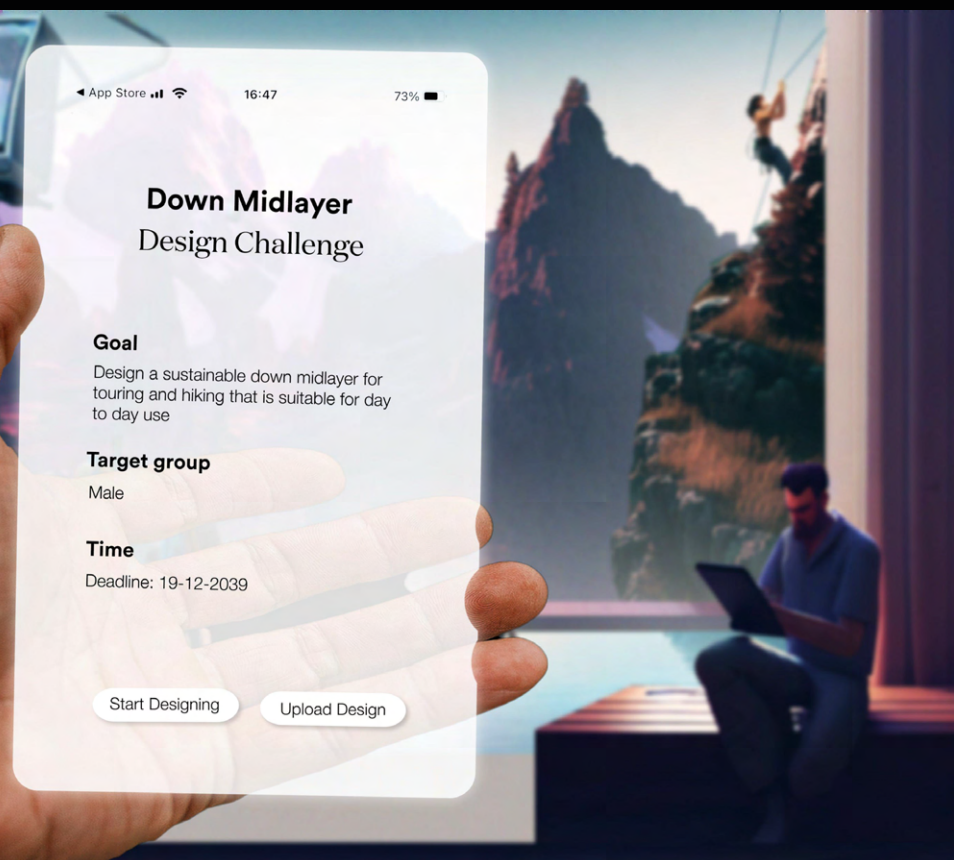 App Store
16:47
73%
Down Midlayer
Design Challenge
Goal
Design a sustainable down midlayer for
touring and hiking that is suitable for day
to day use
Target group
Male
Time
Deadline: 19-12-2039
Start Designing
Upload Design